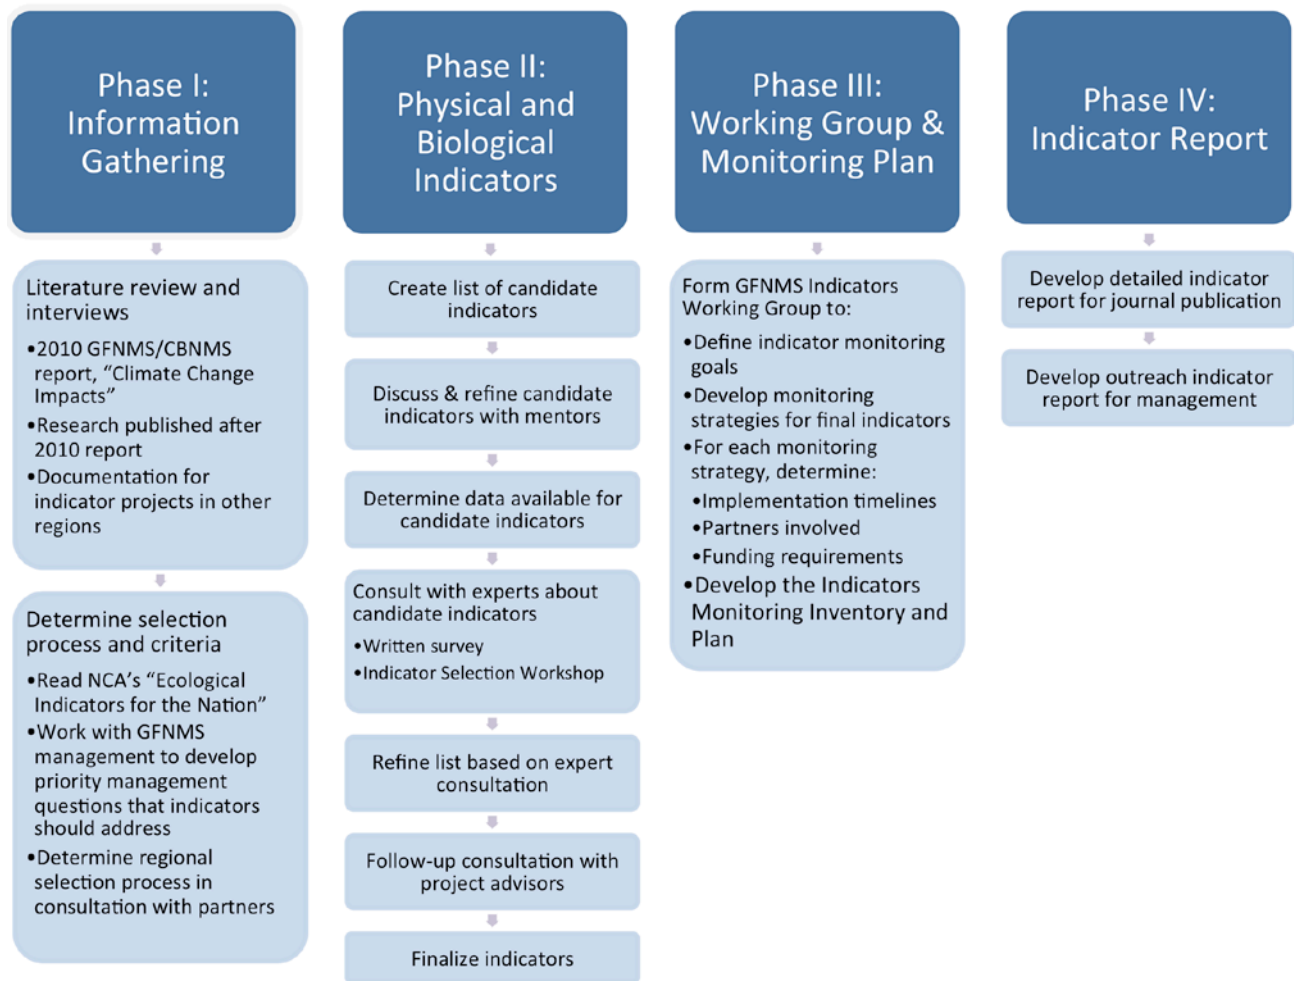 Phase I:
Information
Gathering
Literature review and
interviews
•2010 GFNMS/CBNMS
report, “Climate Change
Impacts”
•Research published after
2010 report
•Documentation for
indicator projects in other
regions
Determine selection
process and criteria
•Read NCA’s “Ecological
Indicators for the Nation”
•Work with GFNMS
management to develop
priority management
questions that indicators
should address
•Determine regional
selection process in
consultation with partners
Phase II:
Physical and
Biological
Indicators
Create list of candidate
indicators
Discuss & refine candidate
indicators with mentors
Determine data available for
candidate indicators
Consult with experts about
candidate indicators
•Written survey
•Indicator Selection Workshop
Refine list based on expert
consultation
Follow-up consultation with
project advisors
Finalize indicators
Phase III:
Working Group &
Monitoring Plan
Form GFNMS Indicators
Working Group to:
•Define indicator monitoring
goals
•Develop monitoring
strategies for final indicators
•For each monitoring
strategy, determine:
•Implementation timelines
•Partners involved
•Funding requirements
•Develop the Indicators
Monitoring Inventory and
Plan
Phase IV:
Indicator Report
Develop detailed indicator
report for journal publication
Develop outreach indicator
report for management